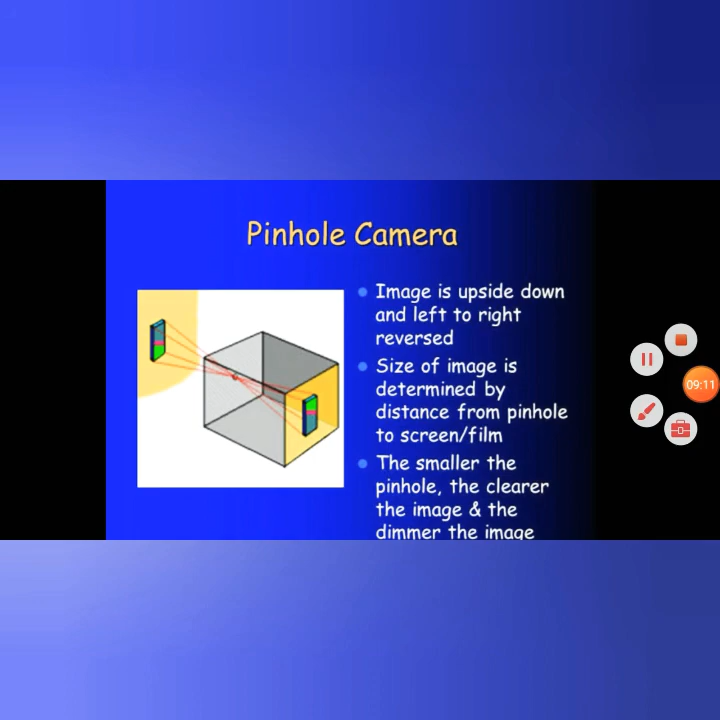 Pinhole Camera
Image is upside down
and left to right
reversed
Size of image is
determined by
distance from pinhole
to screen/film
The smaller the
pinhole, the clearer
the image & the
dimmer the image
09:11